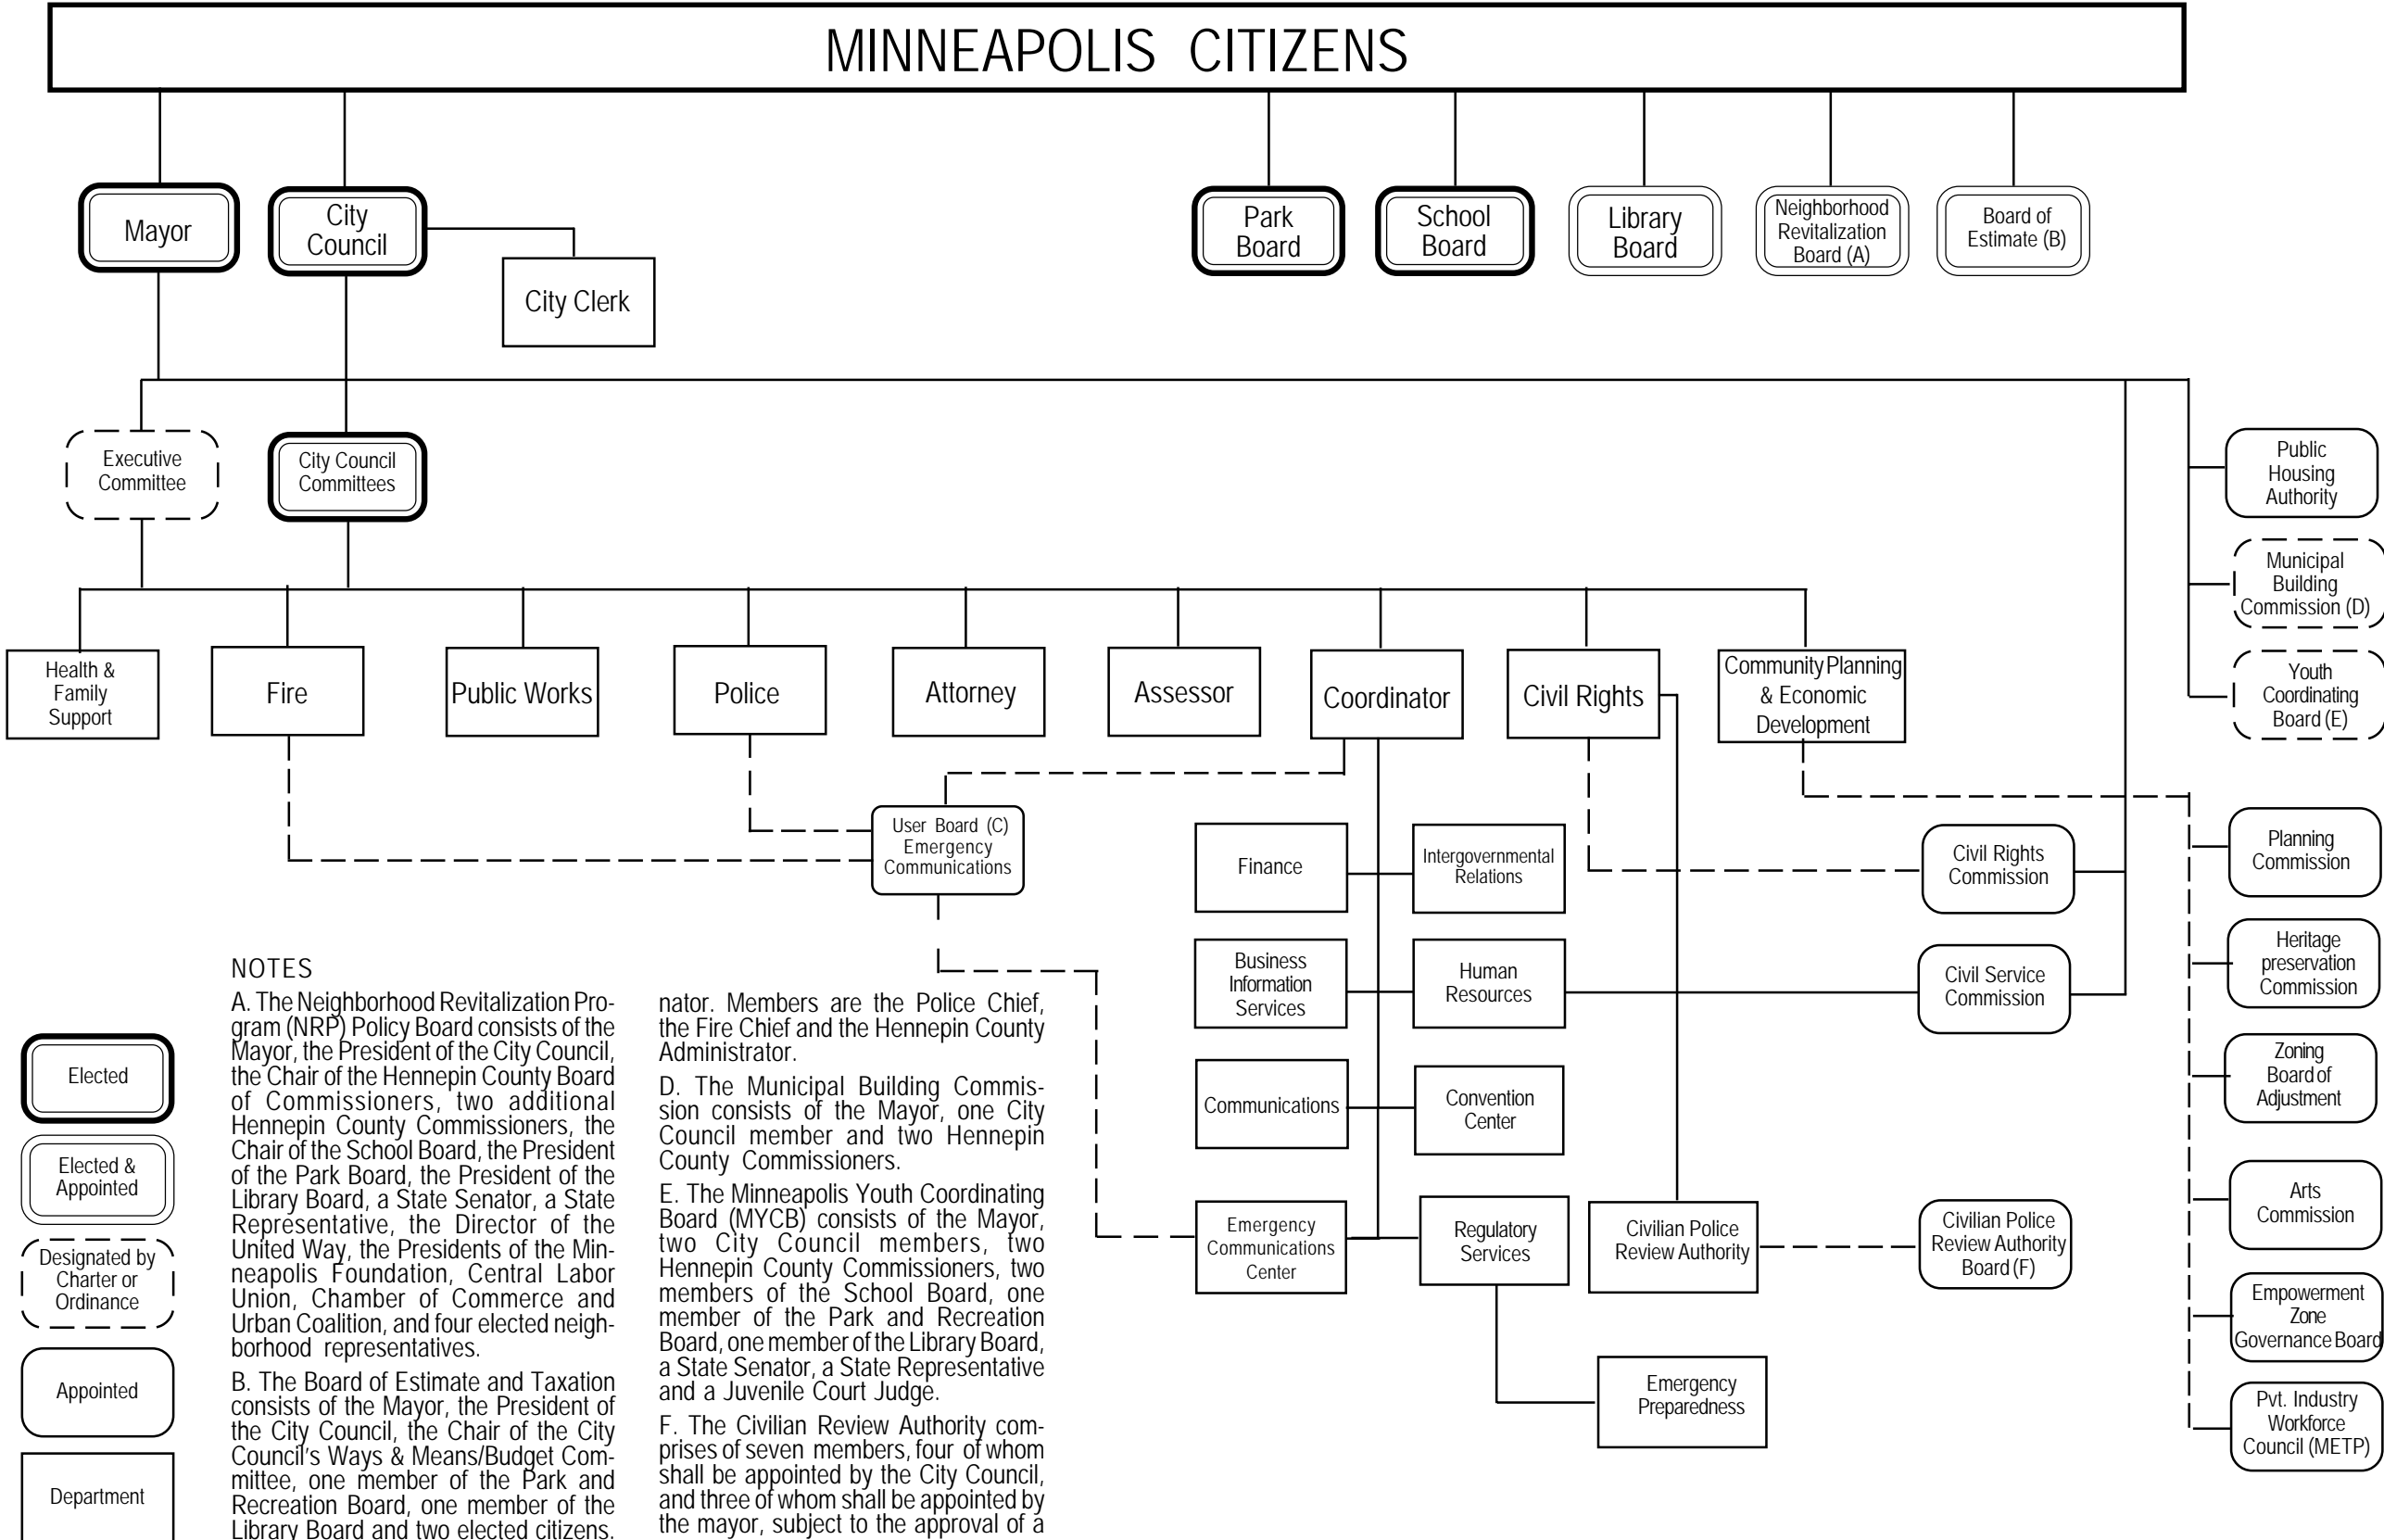 MINNEAPOLIS CITIZENS
Mayor
City
Council
City Clerk
Park
Board
School
Board
Library
Board
Neighborhood
Revitalization
Board (A)
Board of
Estimate (B)
Executive
Committee
City Council
Committees
Public
Housing
Authority
Municipal
Building
Commission (D)
Youth
Coordinating
Board (E)
Health &
Family
Support
Fire
Public Works
Police
Attorney
Assessor
Coordinator
Civil Rights
Community Planning
& Economic
Development
User Board (C)
Emergency
Communications
Finance
Intergovernmental
Relations
Civil Rights
Commission
Planning
Commission
Business
Information
Services
Human
Resources
Civil Service
Commission
Heritage
preservation
Commission
Communications
Convention
Center
Zoning
Board of
Adjustment
Emergency
Communications
Center
Regulatory
Services
Civilian Police
Review Authority
Civilian Police
Review Authority
Board (F)
Arts
Commission
Empowerment
Zone
Governance Board
Emergency
Preparedness
Pvt. Industry
Workforce
Council (METP)
Elected
Elected &
Appointed
Designated by
Charter or
Ordinance
Appointed
Department
NOTES
A. The Neighborhood Revitalization Pro-
gram (NRP) Policy Board consists of the
Mayor, the President of the City Council,
the Chair of the Hennepin County Board
of Commissioners, two additional
Hennepin County Commissioners, the
Chair of the School Board, the President
of the Park Board, the President of the
Library Board, a State Senator, a State
Representative, the Director of the
United Way, the Presidents of the Min-
neapolis Foundation, Central Labor
Union, Chamber of Commerce and
Urban Coalition, and four elected neigh-
borhood representatives.
B. The Board of Estimate and Taxation
consists of the Mayor, the President of
the City Council, the Chair of the City
Council's Ways & Means/Budget Com-
mittee, one member of the Park and
Recreation Board, one member of the
Library Board and two elected citizens.
nator. Members are the Police Chief,
the Fire Chief and the Hennepin County
Administrator.
D. The Municipal Building Commis-
sion consists of the Mayor, one City
Council member and two Hennepin
County Commissioners.
E. The Minneapolis Youth Coordinating
Board (MYCB) consists of the Mayor,
two City Council members, two
Hennepin County Commissioners, two
members of the School Board, one
member of the Park and Recreation
Board, one member of the Library Board,
a State Senator, a State Representative
and a Juvenile Court Judge.
F. The Civilian Review Authority com-
prises of seven members, four of whom
shall be appointed by the City Council,
and three of whom shall be appointed by
the mayor, subject to the approval of a